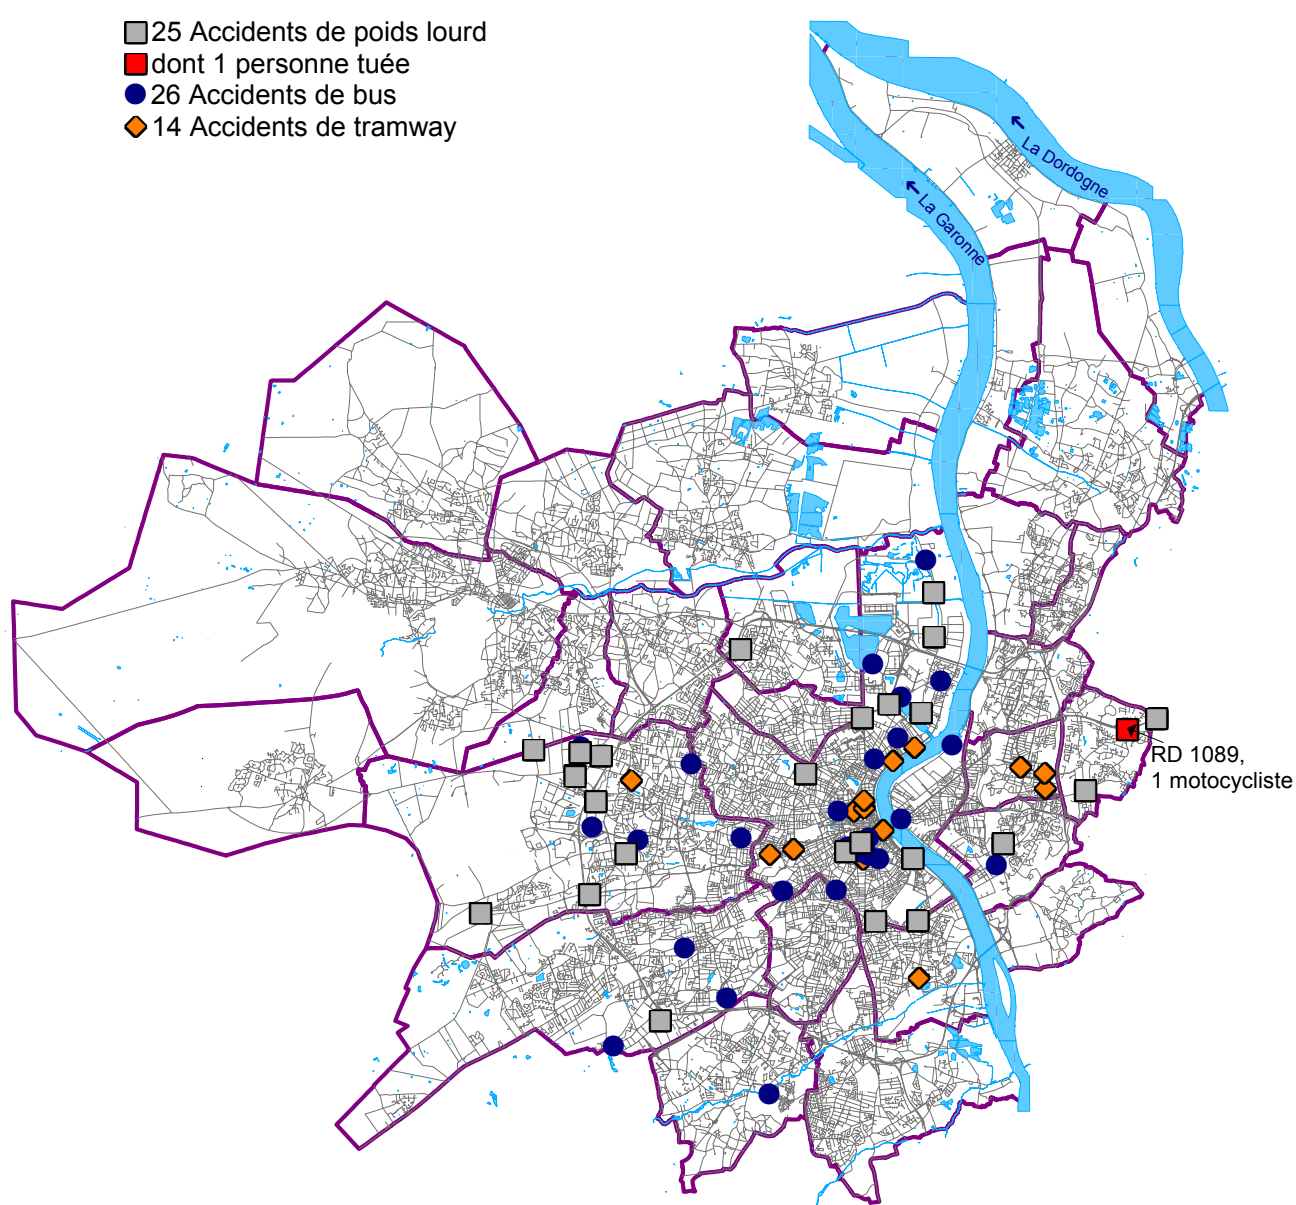 25 Accidents de poids lourd
dont 1 personne tuée
26 Accidents de bus
14 Accidents de tramway
La Dordogne
La Garonne
RD 1089,
1 motocycliste